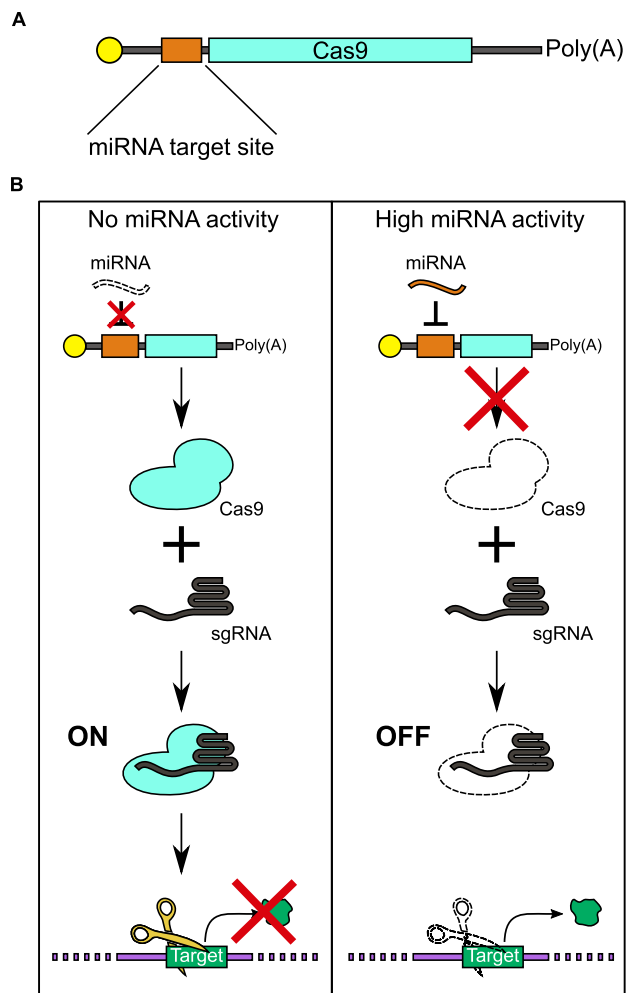 A
Cas9
Poly(A)
miRNA target site
B
No miRNA activity
miRNA
Poly(A)
Cas9
sgRNA
ON
Target
High miRNA activity
miRNA
Poly(A)
Cas9
sgRNA
OFF
Target